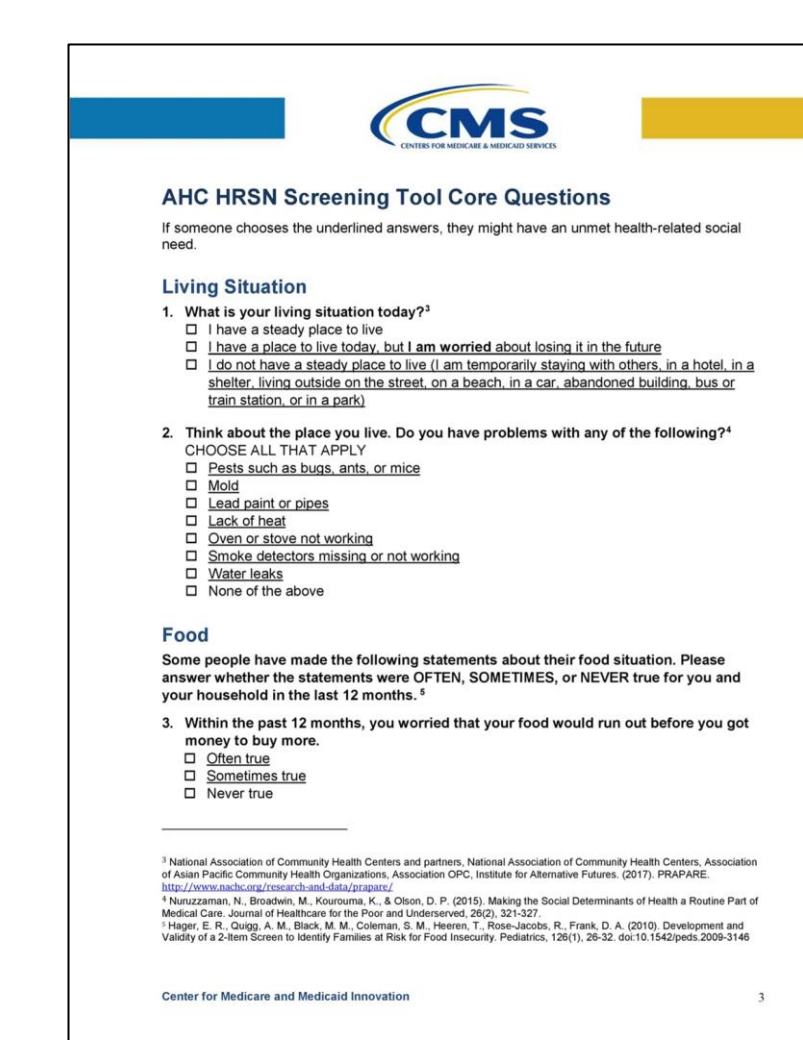 CMS
CENTERS FOR MEDICARE & MEDICAID SERVICES
AHC HRSN Screening Tool Core Questions
If someone chooses the underlined answers, they might have an unmet health-related social
need.
Living Situation
1. What is your living situation today?³
☐ I have a steady place to live
☐ I have a place to live today, but I am worried about losing it in the future
☐ I do not have a steady place to live (I am temporarily staying with others, in a hotel, in a
shelter, living outside on the street, on a beach, in a car, abandoned building, bus or
train station, or in a park)
2. Think about the place you live. Do you have problems with any of the following?⁴
CHOOSE ALL THAT APPLY
☐ Pests such as bugs, ants, or mice
☐ Mold
☐ Lead paint or pipes
☐ Lack of heat
☐ Oven or stove not working
☐ Smoke detectors missing or not working
☐ Water leaks
☐ None of the above
Food
Some people have made the following statements about their food situation. Please
answer whether the statements were OFTEN, SOMETIMES, or NEVER true for you and
your household in the last 12 months. ⁵
3. Within the past 12 months, you worried that your food would run out before you got
money to buy more.
☐ Often true
☐ Sometimes true
☐ Never true
³ National Association of Community Health Centers and partners, National Association of Community Health Centers, Association
of Asian Pacific Community Health Organizations, Association OPC, Institute for Alternative Futures. (2017). PRAPARE.
http://www.nachc.org/research-and-data/prapare/
⁴ Nuruzzaman, N., Broadwin, M., Kourouma, K., & Olson, D. P. (2015). Making the Social Determinants of Health a Routine Part of
Medical Care. Journal of Healthcare for the Poor and Underserved, 26(2), 321-327.
⁵ Hager, E. R., Quigg, A. M., Black, M. M., Coleman, S. M., Heeren, T., Rose-Jacobs, R., Frank, D. A. (2010). Development and
Validity of a 2-Item Screen to Identify Families at Risk for Food Insecurity. Pediatrics, 126(1), 26-32. doi:10.1542/peds.2009-3146
Center for Medicare and Medicaid Innovation
3